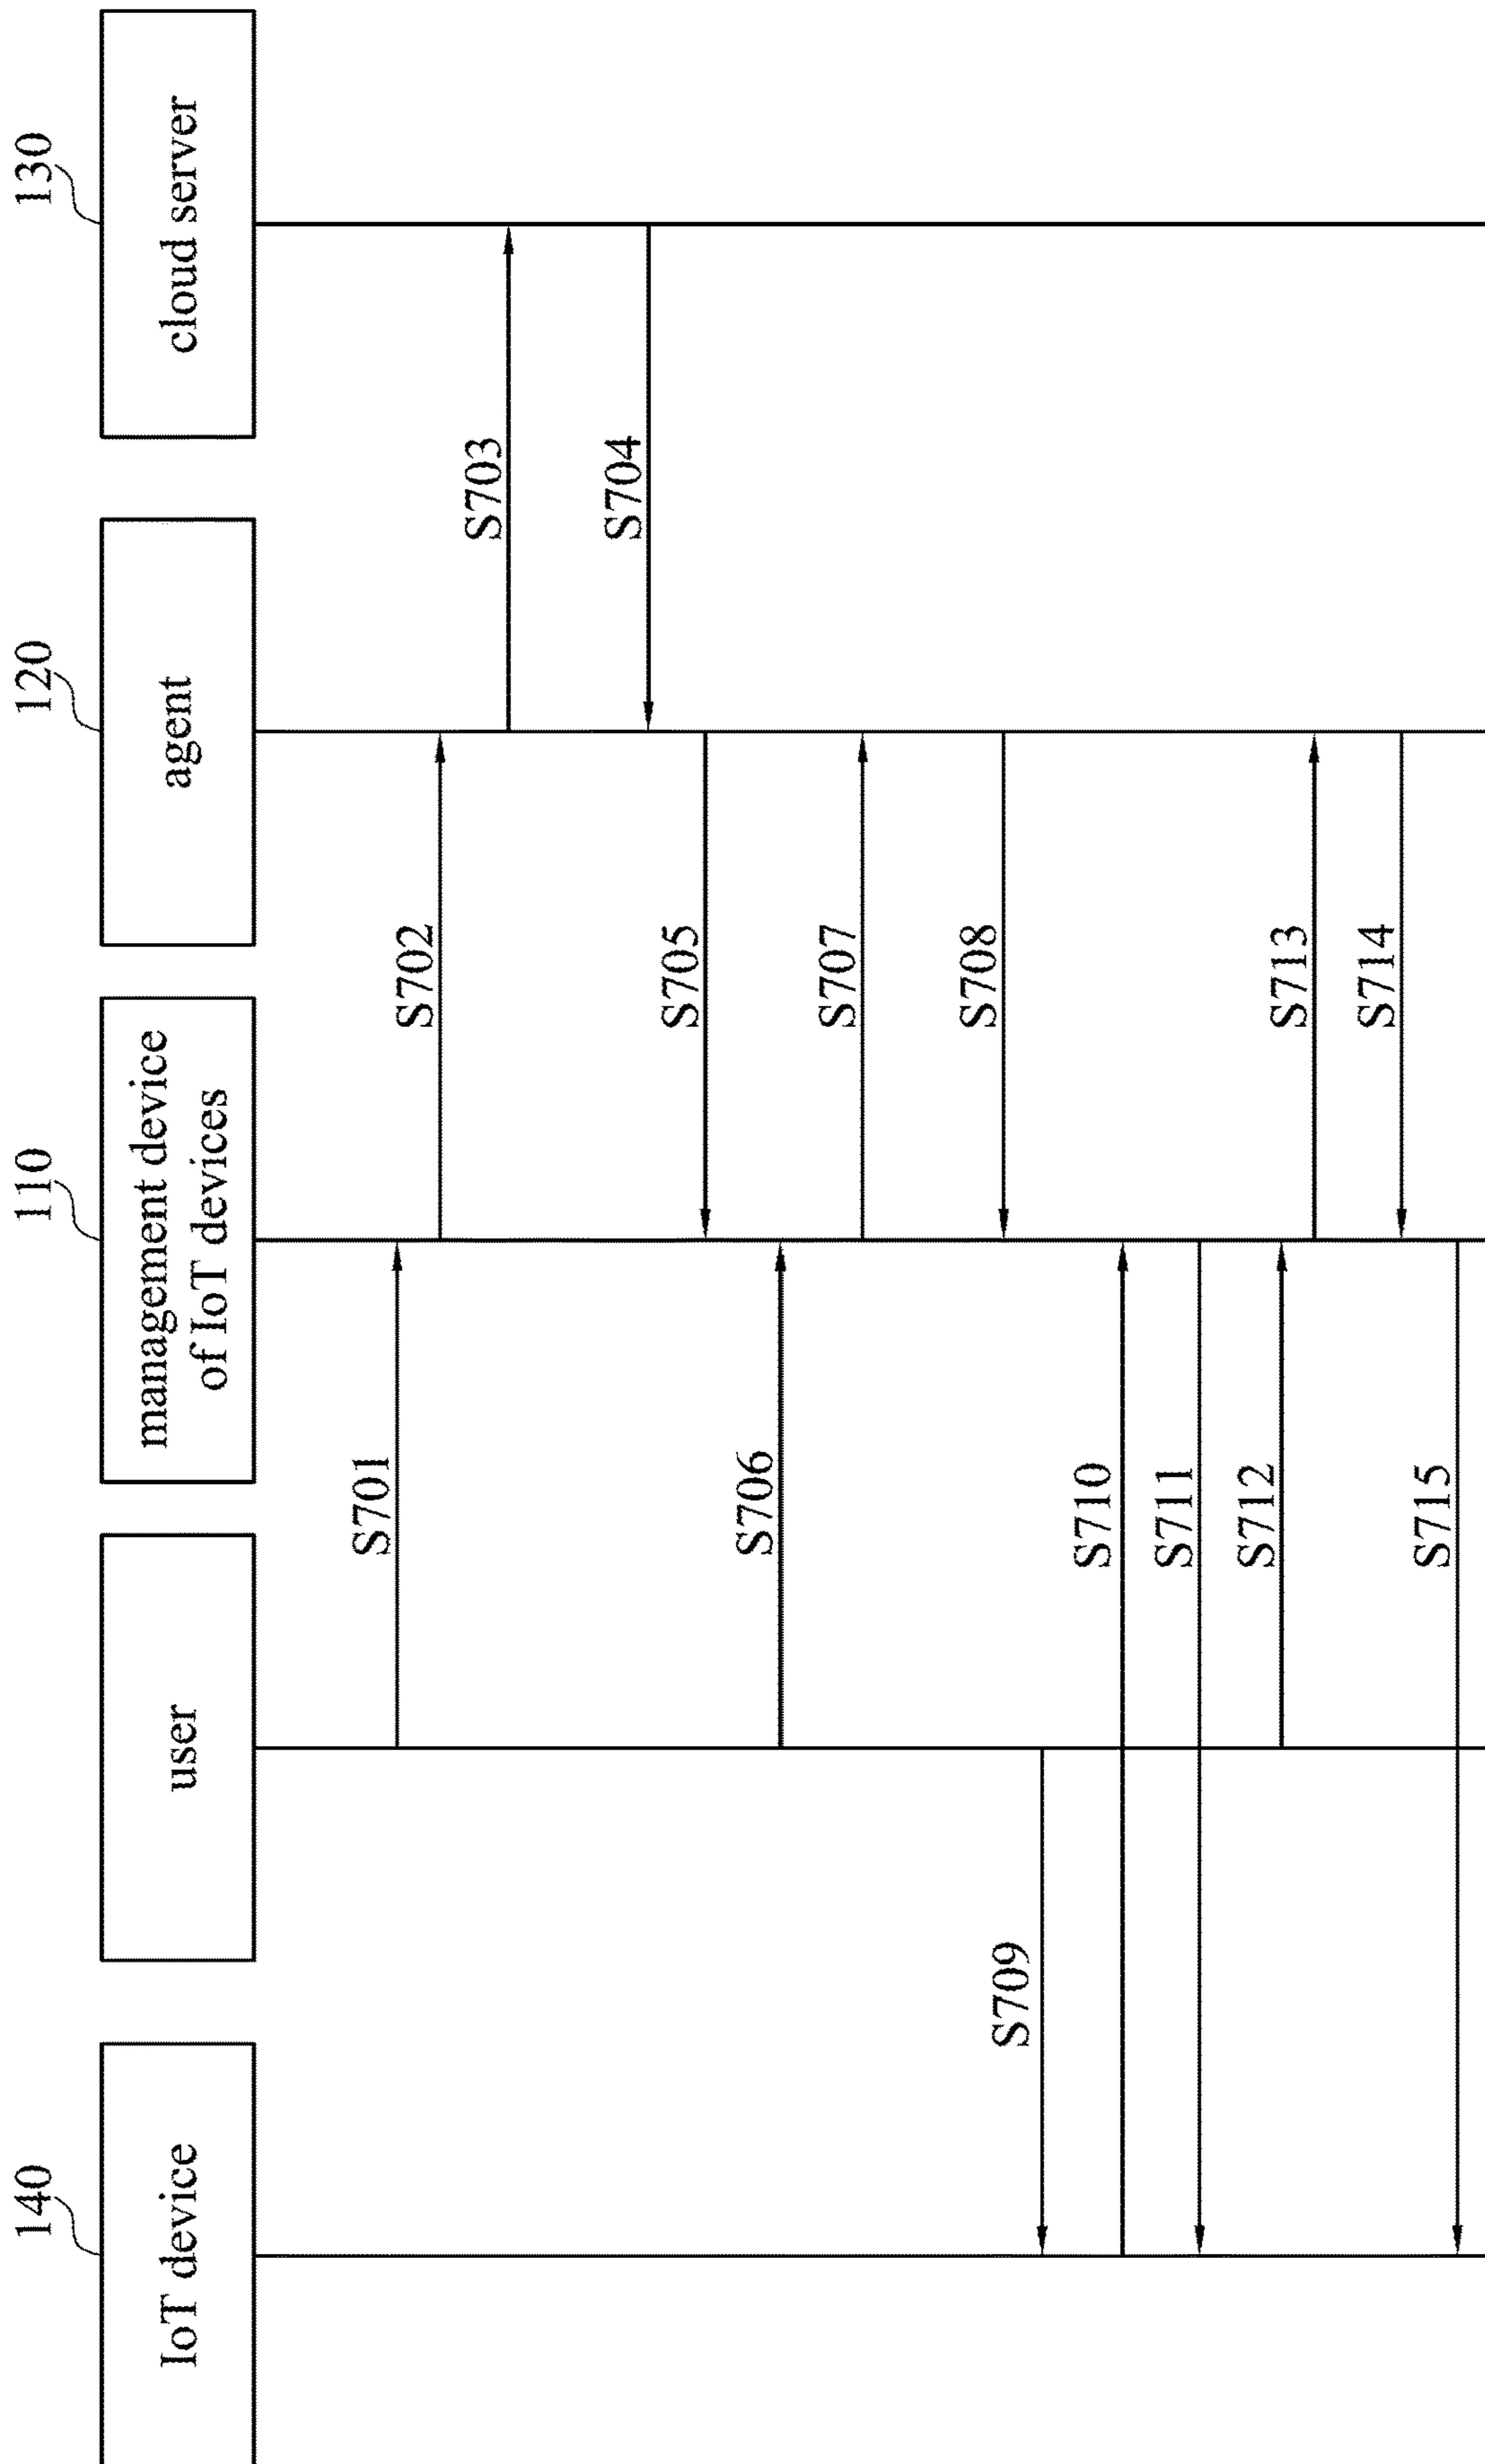 140
IoT device
user
110
management device
of IoT devices
120
agent
130
cloud server
S701
S702
S703
S704
S705
S706
S707
S708
S709
S710
S711
S712
S713
S714
S715